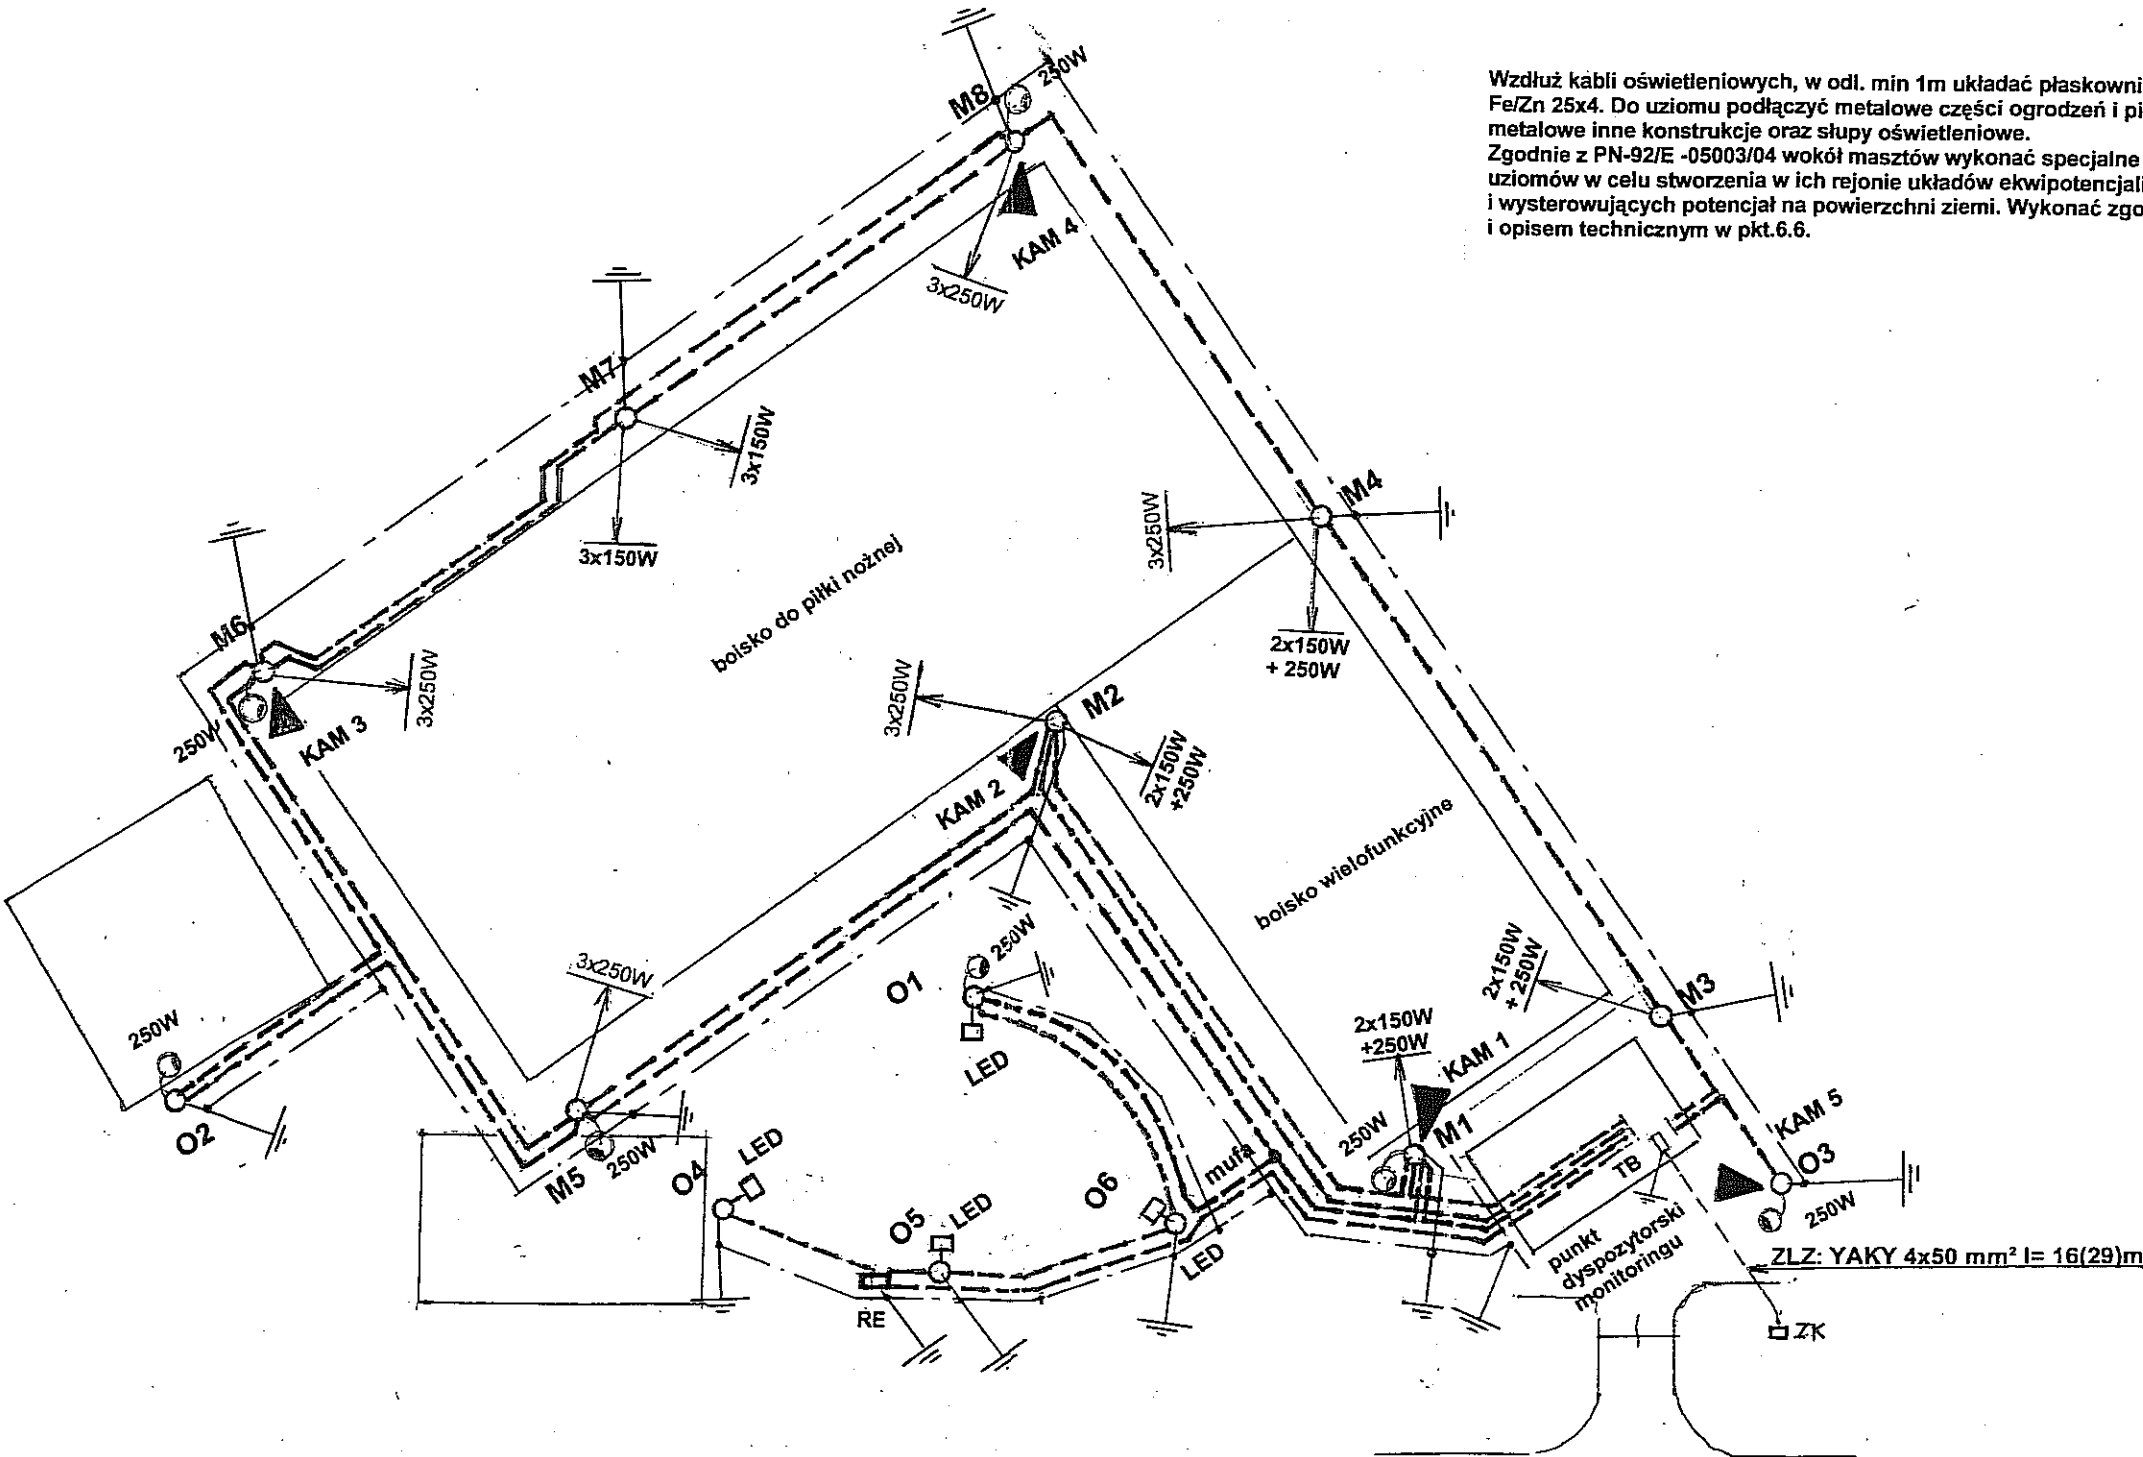 Wzdłuż kabli oświetleniowych, w odl. min 1m układać płaskowni
Fe/Zn 25x4. Do uziomu podłączyć metalowe części ogrodzeń i pi
metalowe inne konstrukcje oraz słupy oświetleniowe.
Zgodnie z PN-92/E -05003/04 wokół masztów wykonać specjalne
uziomów w celu stworzenia w ich rejonie układów ekwipotencjali
i wysterowujących potencjał na powierzchni ziemi. Wykonać zgo
i opisem technicznym w pkt.6.6.
250W
M8
KAM 4
3x250W
M7
3x150W
3x150W
M4
3x250W
2x150W
+ 250W
boisko do piłki nożnej
M6
3x250W
250W
KAM 3
M2
3x250W
2x150W
+250W
KAM 2
boisko wielofunkcyjne
3x250W
250W
O1
LED
2x150W
+ 250W
M3
2x150W
+250W
KAM 1
250W
M1
250W
O2
M5
250W
O4
LED
O5
LED
O6
LED
mufa
RE
TB
KAM 5
O3
250W
punkt
dyspozytorski
monitoringu
ZLZ: YAKY 4x50 mm² l= 16(29)m
ZK